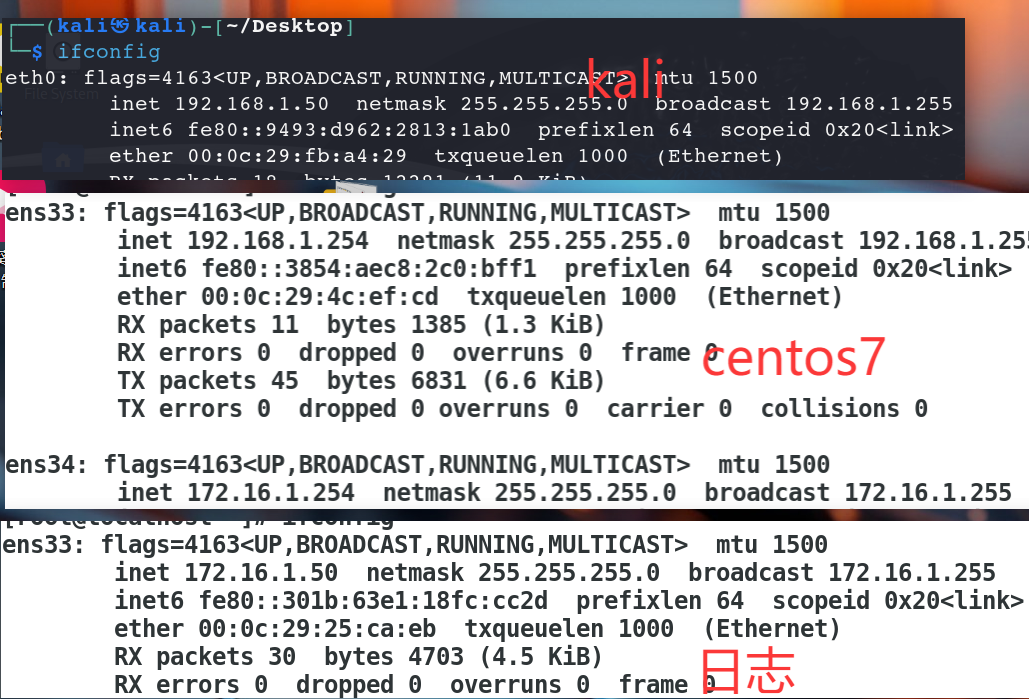 (kali㉿kali)-[~/Desktop]
$ ifconfig
eth0: flags=4163<UP,BROADCAST,RUNNING,MULTICAST> mtu 1500
kali
File System
inet 192.168.1.50 netmask 255.255.255.0 broadcast 192.168.1.255
inet6 fe80::9493:d962:2813:1ab0 prefixlen 64 scopeid 0x20<link>
ether 00:0c:29:fb:a4:29 txqueuelen 1000 (Ethernet)
ens33: flags=4163<UP,BROADCAST,RUNNING,MULTICAST> mtu 1500
inet 192.168.1.254 netmask 255.255.255.0 broadcast 192.168.1.255
inet6 fe80::3854:aec8:2c0:bff1 prefixlen 64 scopeid 0x20<link>
ether 00:0c:29:4c:ef:cd txqueuelen 1000 (Ethernet)
RX packets 11 bytes 1385 (1.3 KiB)
RX errors 0 dropped 0 overruns 0 frame 0
centos7
TX packets 45 bytes 6831 (6.6 KiB)
TX errors 0 dropped 0 overruns 0 carrier 0 collisions 0
ens34: flags=4163<UP,BROADCAST,RUNNING,MULTICAST> mtu 1500
inet 172.16.1.254 netmask 255.255.255.0 broadcast 172.16.1.255
[root@localhost ~]# ifconfig
ens33: flags=4163<UP,BROADCAST,RUNNING,MULTICAST> mtu 1500
inet 172.16.1.50 netmask 255.255.255.0 broadcast 172.16.1.255
inet6 fe80::301b:63e1:18fc:cc2d prefixlen 64 scopeid 0x20<link>
ether 00:0c:29:25:ca:eb txqueuelen 1000 (Ethernet)
RX packets 30 bytes 4703 (4.5 KiB)
RX errors 0 dropped 0 overruns 0 frame 0
日志